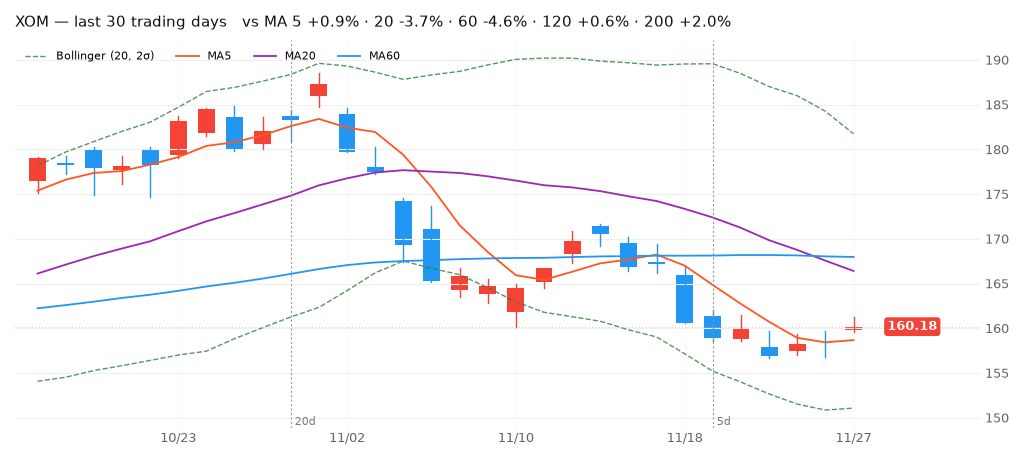 XOM — last 30 trading days   vs MA 5 +0.9% · 20 -3.7% · 60 -4.6% · 120 +0.6% · 200 +2.0%
Bollinger (20, 2σ)   MA5   MA20   MA60
190
185
180
175
170
165
160.18
160
155
150
20d   5d
10/23   11/02   11/10   11/18   11/27